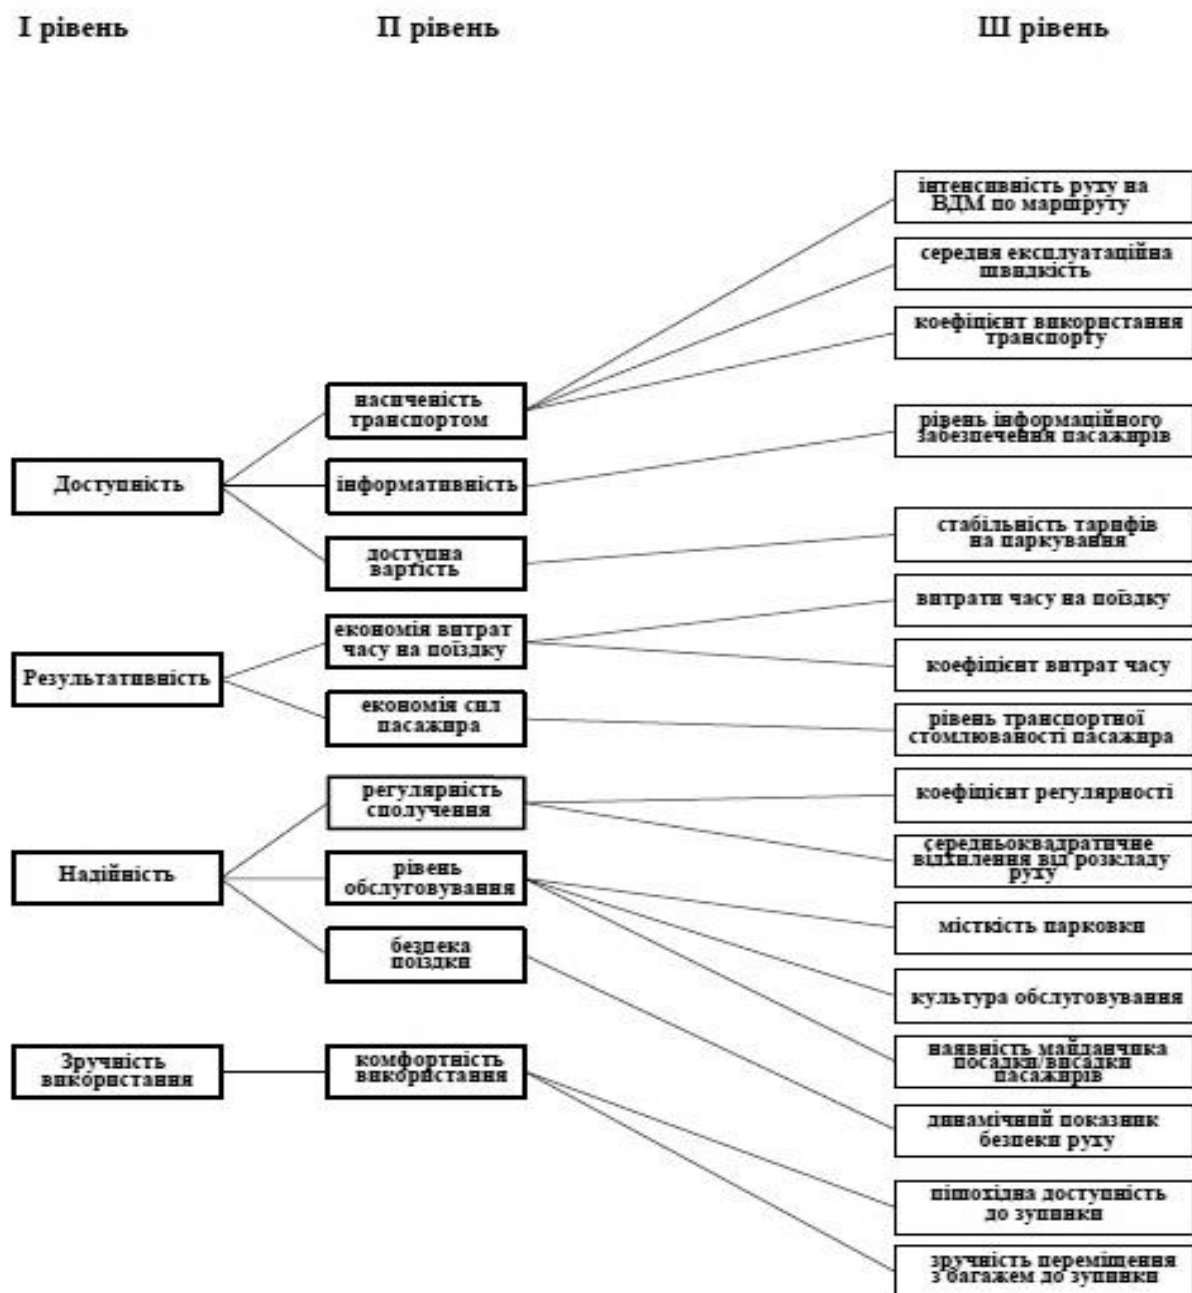 І рівень
П рівень
Ш рівень
інтенсивність руху на
ВДМ по маршруту
середня експлуатаційна
швидкість
коефіцієнт використання
транспорту
насиченість
транспортом
рівень інформаційного
забезпечення пасажирів
Доступність
інформативність
стабільність тарифів
на паркування
доступна
вартість
витрати часу на поїздку
економія витрат
часу на поїздку
коефіцієнт витрат часу
Результативність
економія сил
пасажира
рівень транспортної
стомлюваності пасажира
регулярність
сполучення
коефіцієнт регулярності
середньоквадратичне
відхилення від розкладу
руху
Надійність
рівень
обслуговування
місткість парковки
безпека
поїздки
культура обслуговування
наявність майданчика
посадки/висадки
пасажирів
Зручність
використання
комфортність
використання
динамічний показник
безпеки руху
пішохідна доступність
до зупинки
зручність переміщення
з багажем до зупинки